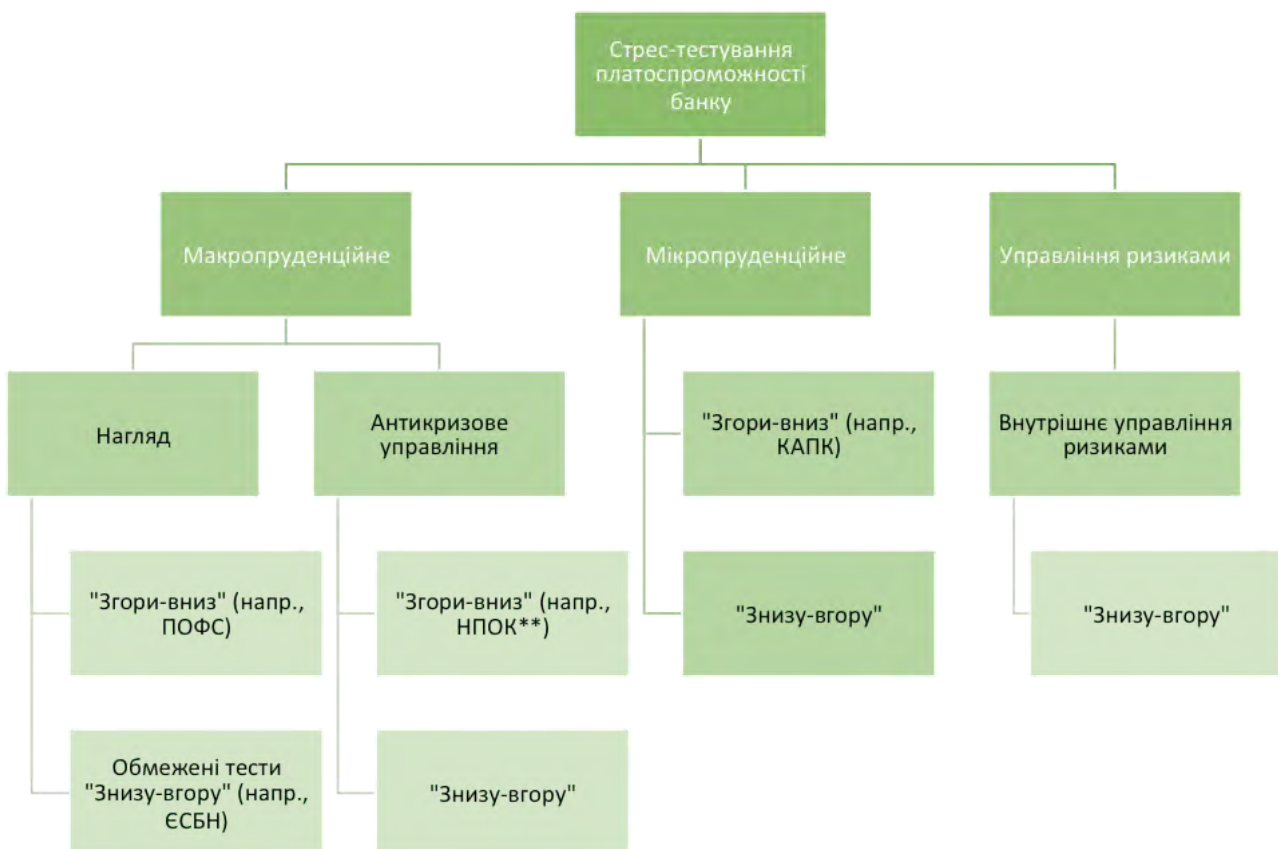 Стрес-тестування
платоспроможності
банку
Макропруденційне
Мікропруденційне
Управління ризиками
Нагляд
Антикризове
управління
"Згори-вниз" (напр.,
КАПК)
Внутрішнє управління
ризиками
"Згори-вниз" (напр.,
ПОФС)
"Згори-вниз" (напр.,
НПОК**)
"Знизу-вгору"
"Знизу-вгору"
Обмежені тести
"Знизу-вгору" (напр.,
ЄСБН)
"Знизу-вгору"